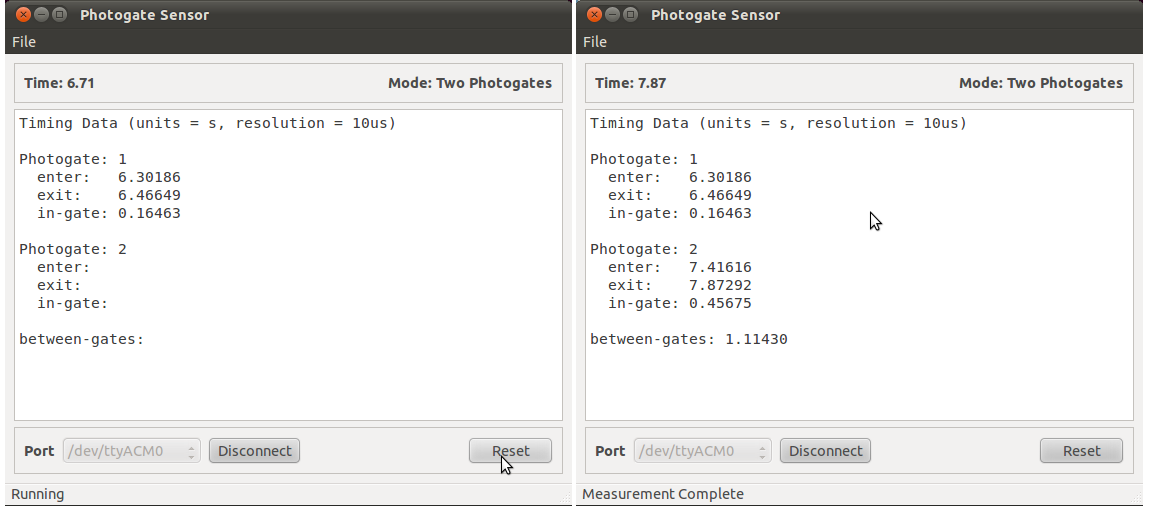 Photogate Sensor
File
Time: 6.71 Mode: Two Photogates
Timing Data (units = s, resolution = 10us)
Photogate: 1
enter: 6.30186
exit: 6.46649
in-gate: 0.16463
Photogate: 2
enter:
exit:
in-gate:
between-gates:
Port /dev/ttyACM0 Disconnect Reset
Running
Photogate Sensor
File
Time: 7.87 Mode: Two Photogates
Timing Data (units = s, resolution = 10us)
Photogate: 1
enter: 6.30186
exit: 6.46649
in-gate: 0.16463
Photogate: 2
enter: 7.41616
exit: 7.87292
in-gate: 0.45675
between-gates: 1.11430
Port /dev/ttyACM0 Disconnect Reset
Measurement Complete